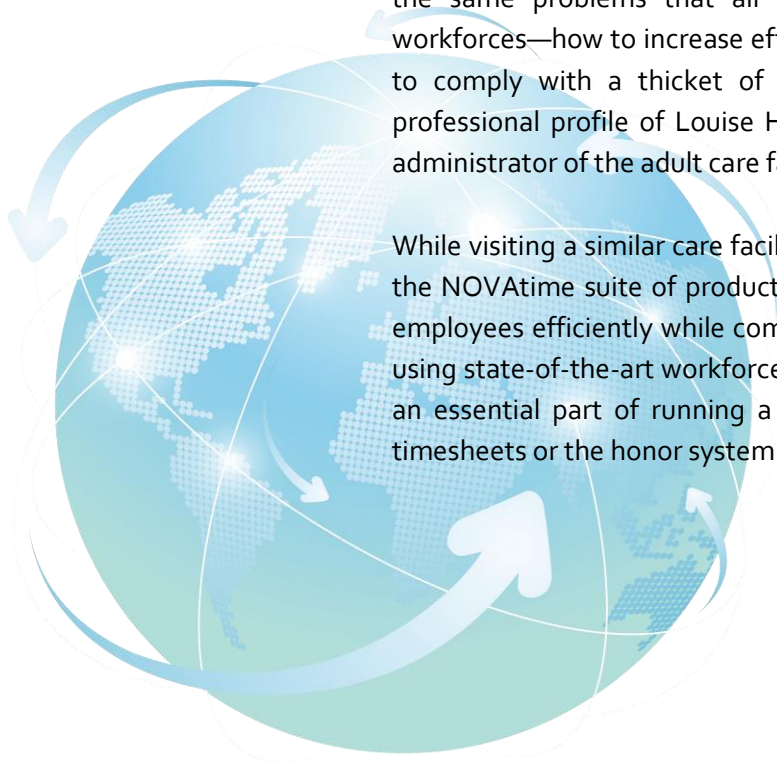 the same problems that all
workforces—how to increase eff
to comply with a thicket of
professional profile of Louise H
administrator of the adult care fa
While visiting a similar care facil
the NOVAtime suite of product
employees efficiently while com
using state-of-the-art workforce
an essential part of running a
timesheets or the honor system